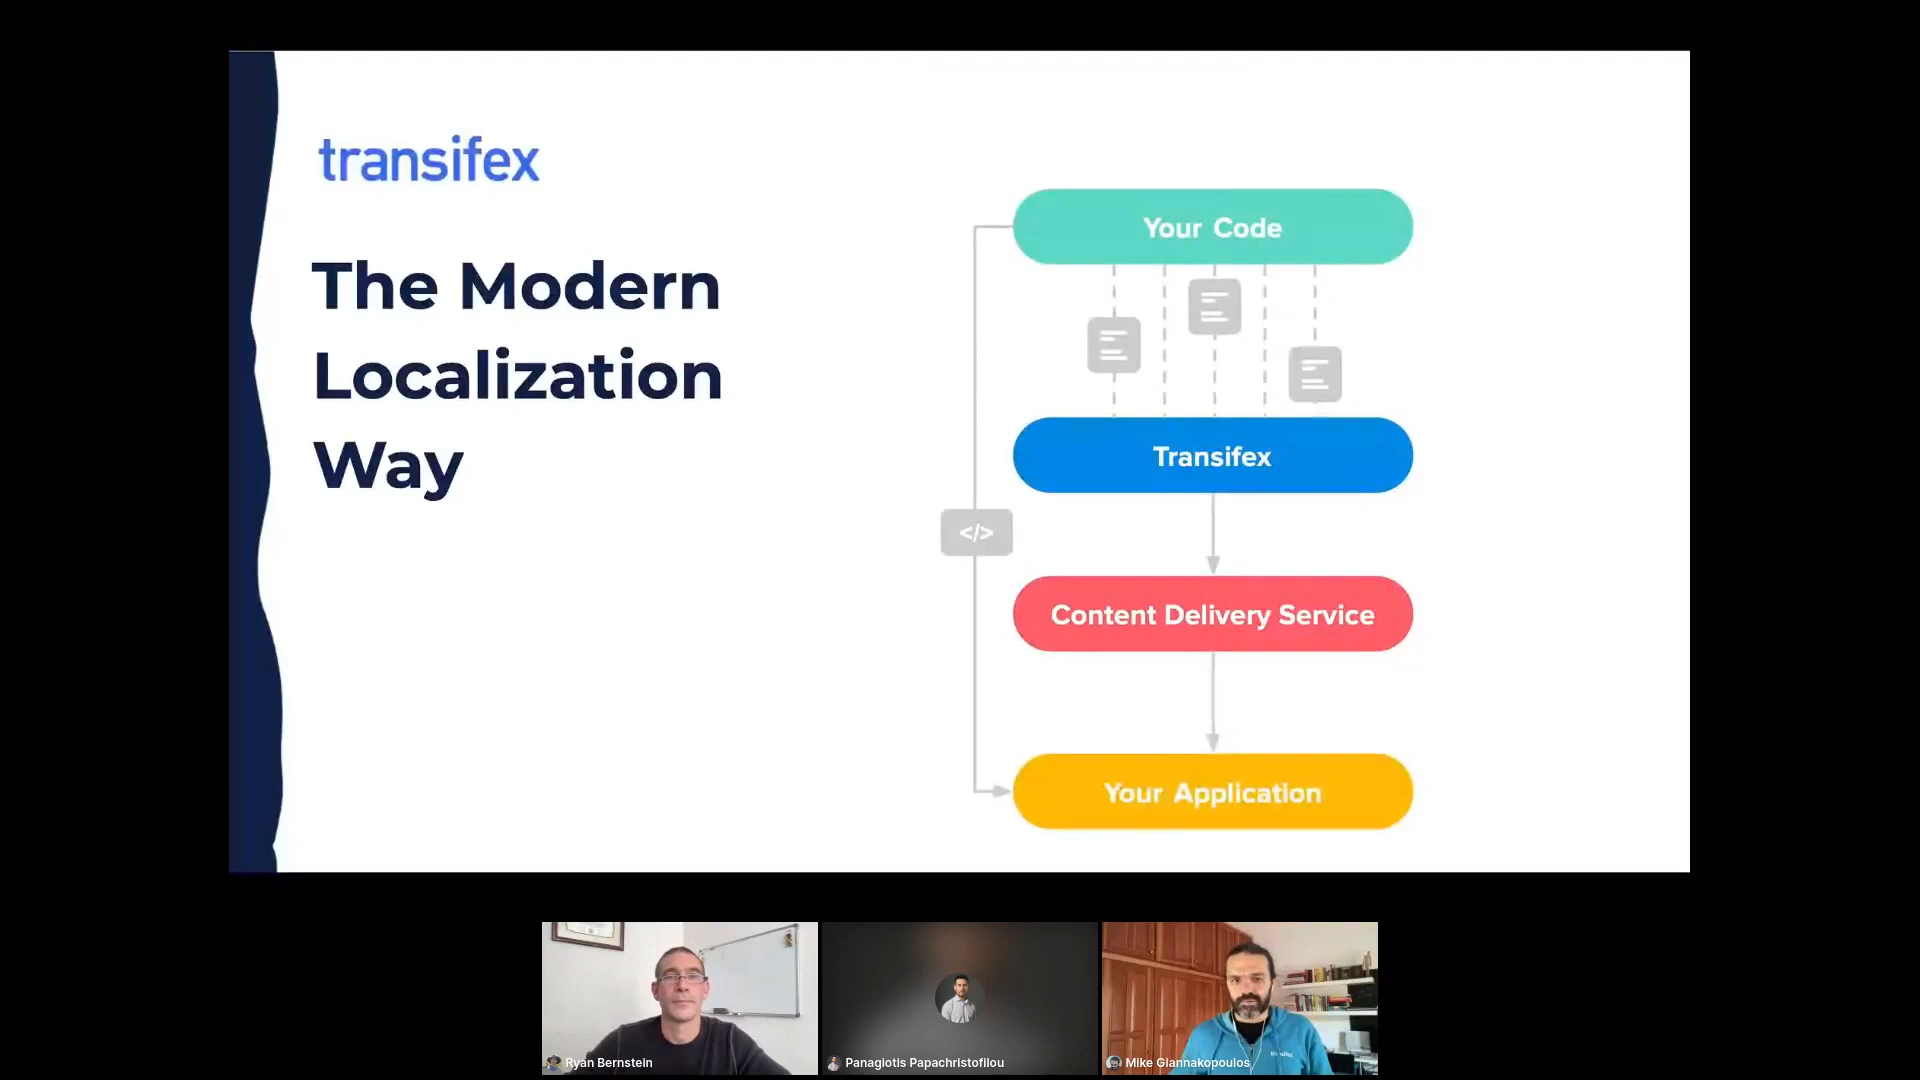 transifex
The Modern
Localization
Way
Your Code
Transifex
</>
Content Delivery Service
Your Application
Ryan Bernstein
Panagiotis Papachristofilou
Mike Giannakopoulos
transifex